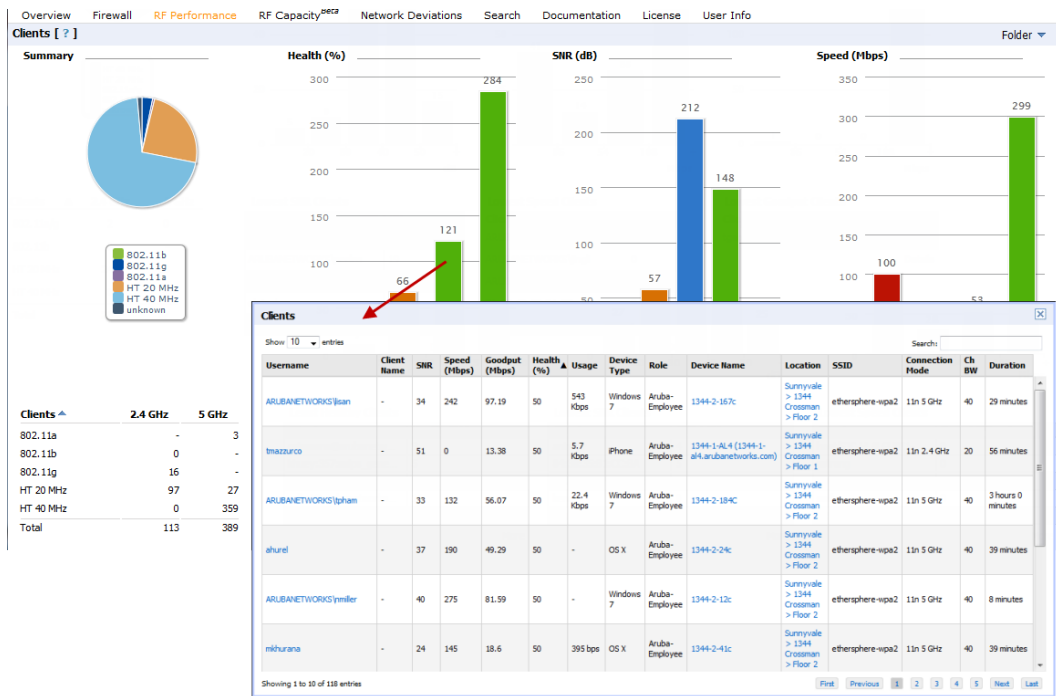 Overview Firewall RF Performance RF Capacity Beta Network Deviations Search Documentation License User Info
Clients [ ? ] Folder
Summary Health (%) SNR (dB) Speed (Mbps)
300 284 250 350
299
212 300
250 200
250
200 148
150 200
150 121
100 150
100 66 57 100 100
50 53
802.11b
802.11g
802.11a
HT 20 MHz
HT 40 MHz
unknown
Clients 2.4 GHz 5 GHz
802.11a - 3
802.11b 0 -
802.11g 16 -
HT 20 MHz 97 27
HT 40 MHz 0 359
Total 113 389
Clients
Show 10 entries Search:
Username Client Name SNR Speed (Mbps) Goodput (Mbps) Health (%) Usage Device Type Role Device Name Location SSID Connection Mode Ch BW Duration
ARUBANETWORKS\lisan - 34 242 97.19 50 543 Kbps Windows 7 Aruba-Employee 1344-2-167c Sunnyvale > 1344 Crossman > Floor 2 ethersphere-wpa2 11n 5 GHz 40 29 minutes
tmazzurco - 51 0 13.38 50 5.7 Kbps iPhone Aruba-Employee 1344-1-AL4 (1344-1-al4.arubanetworks.com) Sunnyvale > 1344 Crossman > Floor 1 ethersphere-wpa2 11n 2.4 GHz 20 56 minutes
ARUBANETWORKS\tpham - 33 132 56.07 50 22.4 Kbps Windows 7 Aruba-Employee 1344-2-184C Sunnyvale > 1344 Crossman > Floor 2 ethersphere-wpa2 11n 5 GHz 40 3 hours 0 minutes
ahurel - 37 190 49.29 50 - OS X Aruba-Employee 1344-2-24c Sunnyvale > 1344 Crossman > Floor 2 ethersphere-wpa2 11n 5 GHz 40 39 minutes
ARUBANETWORKS\rmiller - 40 275 81.59 50 - Windows 7 Aruba-Employee 1344-2-12c Sunnyvale > 1344 Crossman > Floor 2 ethersphere-wpa2 11n 5 GHz 40 8 minutes
mkhurana - 24 145 18.6 50 395 bps OS X Aruba-Employee 1344-2-41c Sunnyvale > 1344 Crossman > Floor 2 ethersphere-wpa2 11n 5 GHz 40 39 minutes
Showing 1 to 10 of 118 entries First Previous 1 2 3 4 5 Next Last